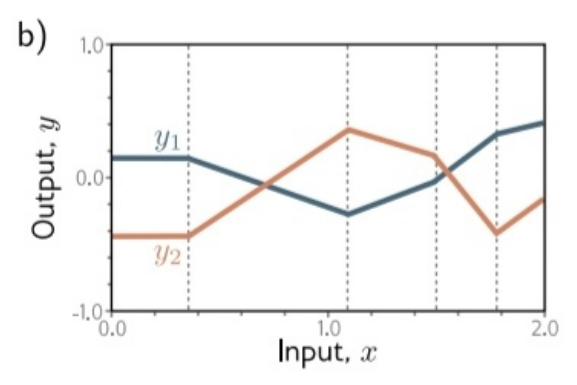 b)
1.0
Output, y
0.0
-1.0
y₁
y₂
0.0 1.0 2.0
Input, x